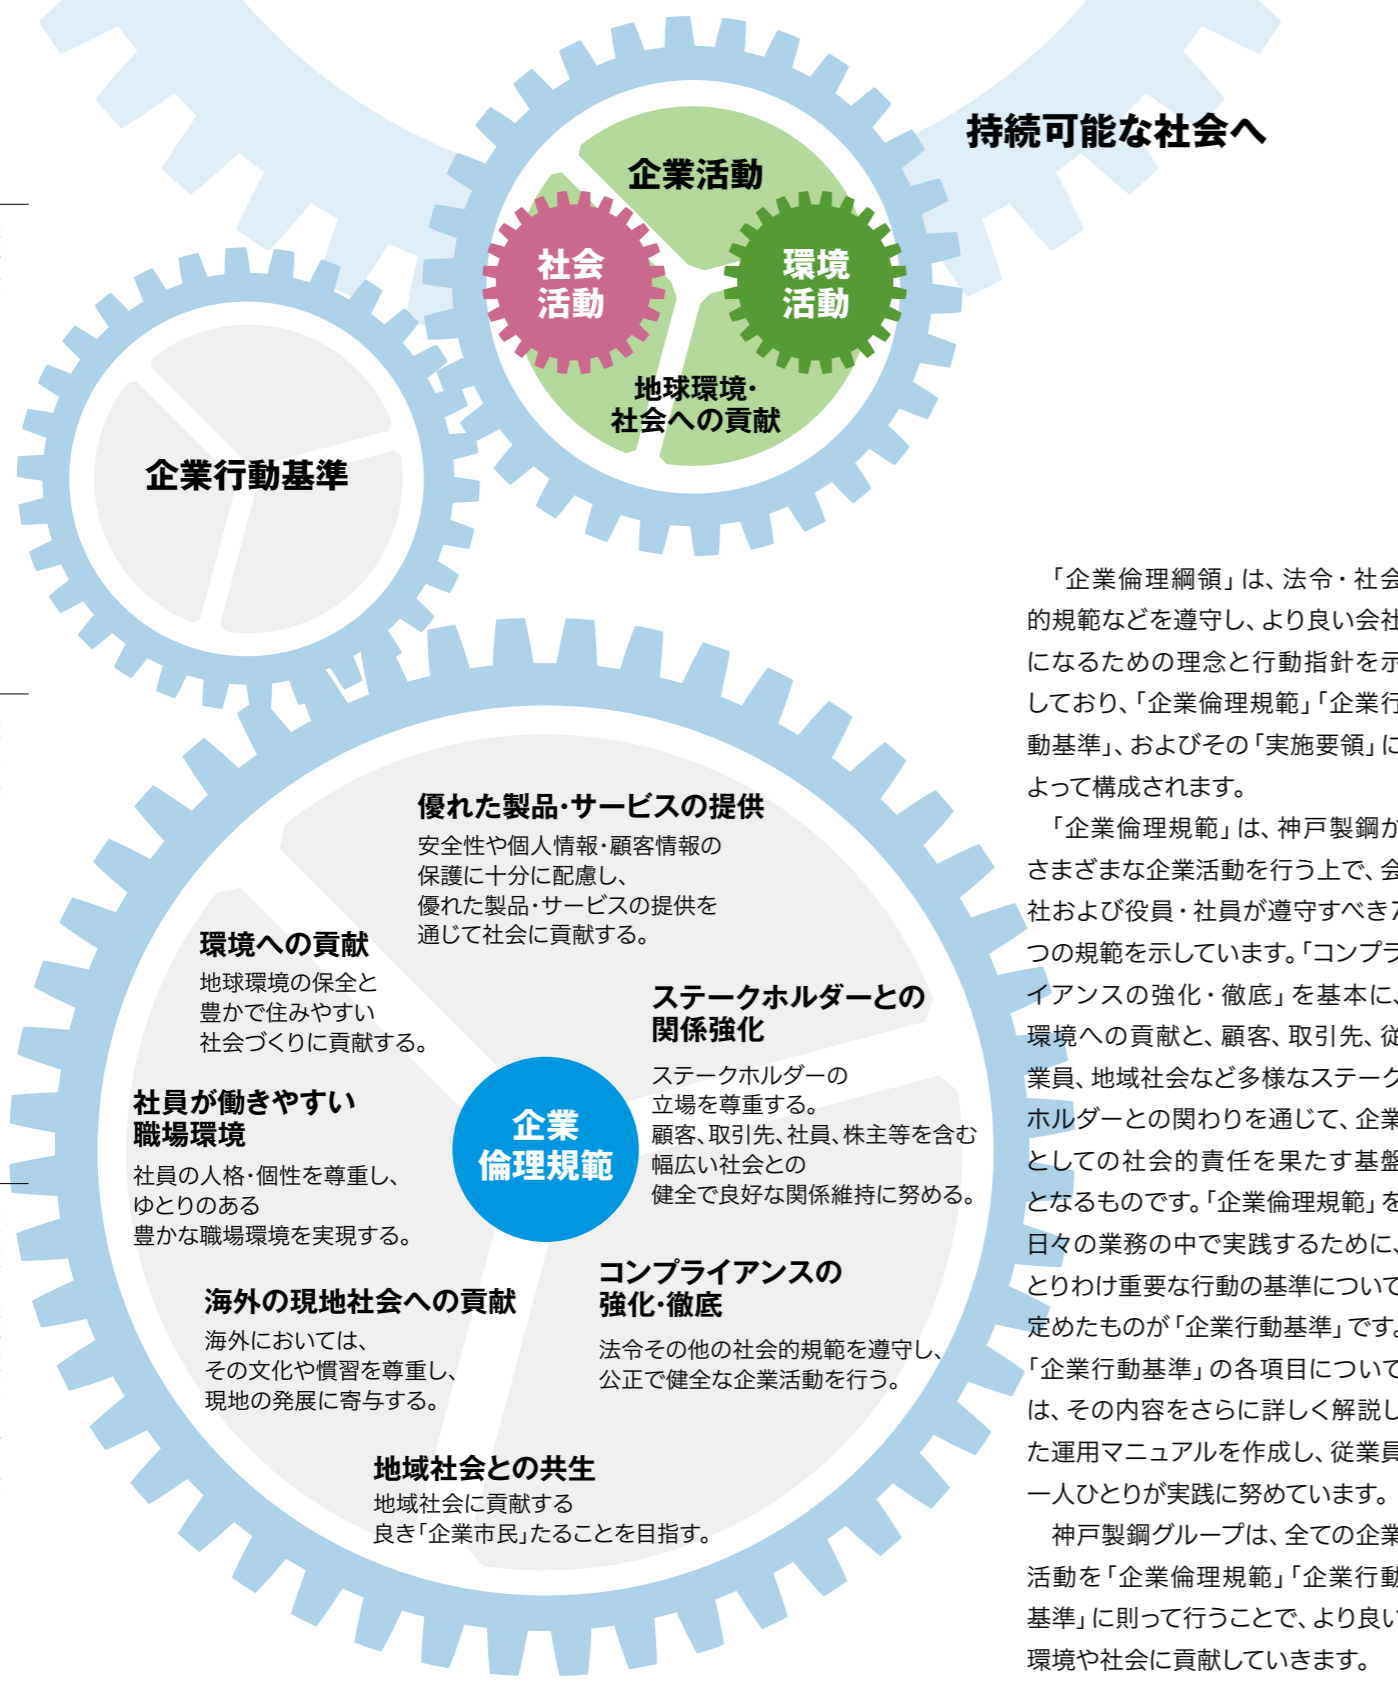 持続可能な社会へ
企業活動
社会
活動
環境
活動
地球環境・
社会への貢献
企業行動基準
優れた製品・サービスの提供
安全性や個人情報・顧客情報の
保護に十分に配慮し、
優れた製品・サービスの提供を
通じて社会に貢献する。
環境への貢献
地球環境の保全と
豊かで住みやすい
社会づくりに貢献する。
ステークホルダーとの
関係強化
ステークホルダーの
立場を尊重する。
顧客、取引先、社員、株主等を含む
幅広い社会との
健全で良好な関係維持に努める。
社員が働きやすい
職場環境
社員の人格・個性を尊重し、
ゆとりのある
豊かな職場環境を実現する。
企業
倫理規範
コンプライアンスの
強化・徹底
法令その他の社会的規範を遵守し、
公正で健全な企業活動を行う。
海外の現地社会への貢献
海外においては、
その文化や慣習を尊重し、
現地の発展に寄与する。
地域社会との共生
地域社会に貢献する
良き「企業市民」たることを目指す。
「企業倫理綱領」は、法令・社会
的規範などを遵守し、より良い会社
になるための理念と行動指針を示
しており、「企業倫理規範」「企業行
動基準」、およびその「実施要領」に
よって構成されます。
「企業倫理規範」は、神戸製鋼が
さまざまな企業活動を行う上で、会
社および役員・社員が遵守すべき7
つの規範を示しています。「コンプラ
イアンスの強化・徹底」を基本に、
環境への貢献と、顧客、取引先、従
業員、地域社会など多様なステーク
ホルダーとの関わりを通じて、企業
としての社会的責任を果たす基盤
となるものです。「企業倫理規範」を
日々の業務の中で実践するために、
とりわけ重要な行動の基準について
定めたものが「企業行動基準」です。
「企業行動基準」の各項目について
は、その内容をさらに詳しく解説し
た運用マニュアルを作成し、従業員
一人ひとりが実践に努めています。
神戸製鋼グループは、全ての企業
活動を「企業倫理規範」「企業行動
基準」に則って行うことで、より良い
環境や社会に貢献していきます。